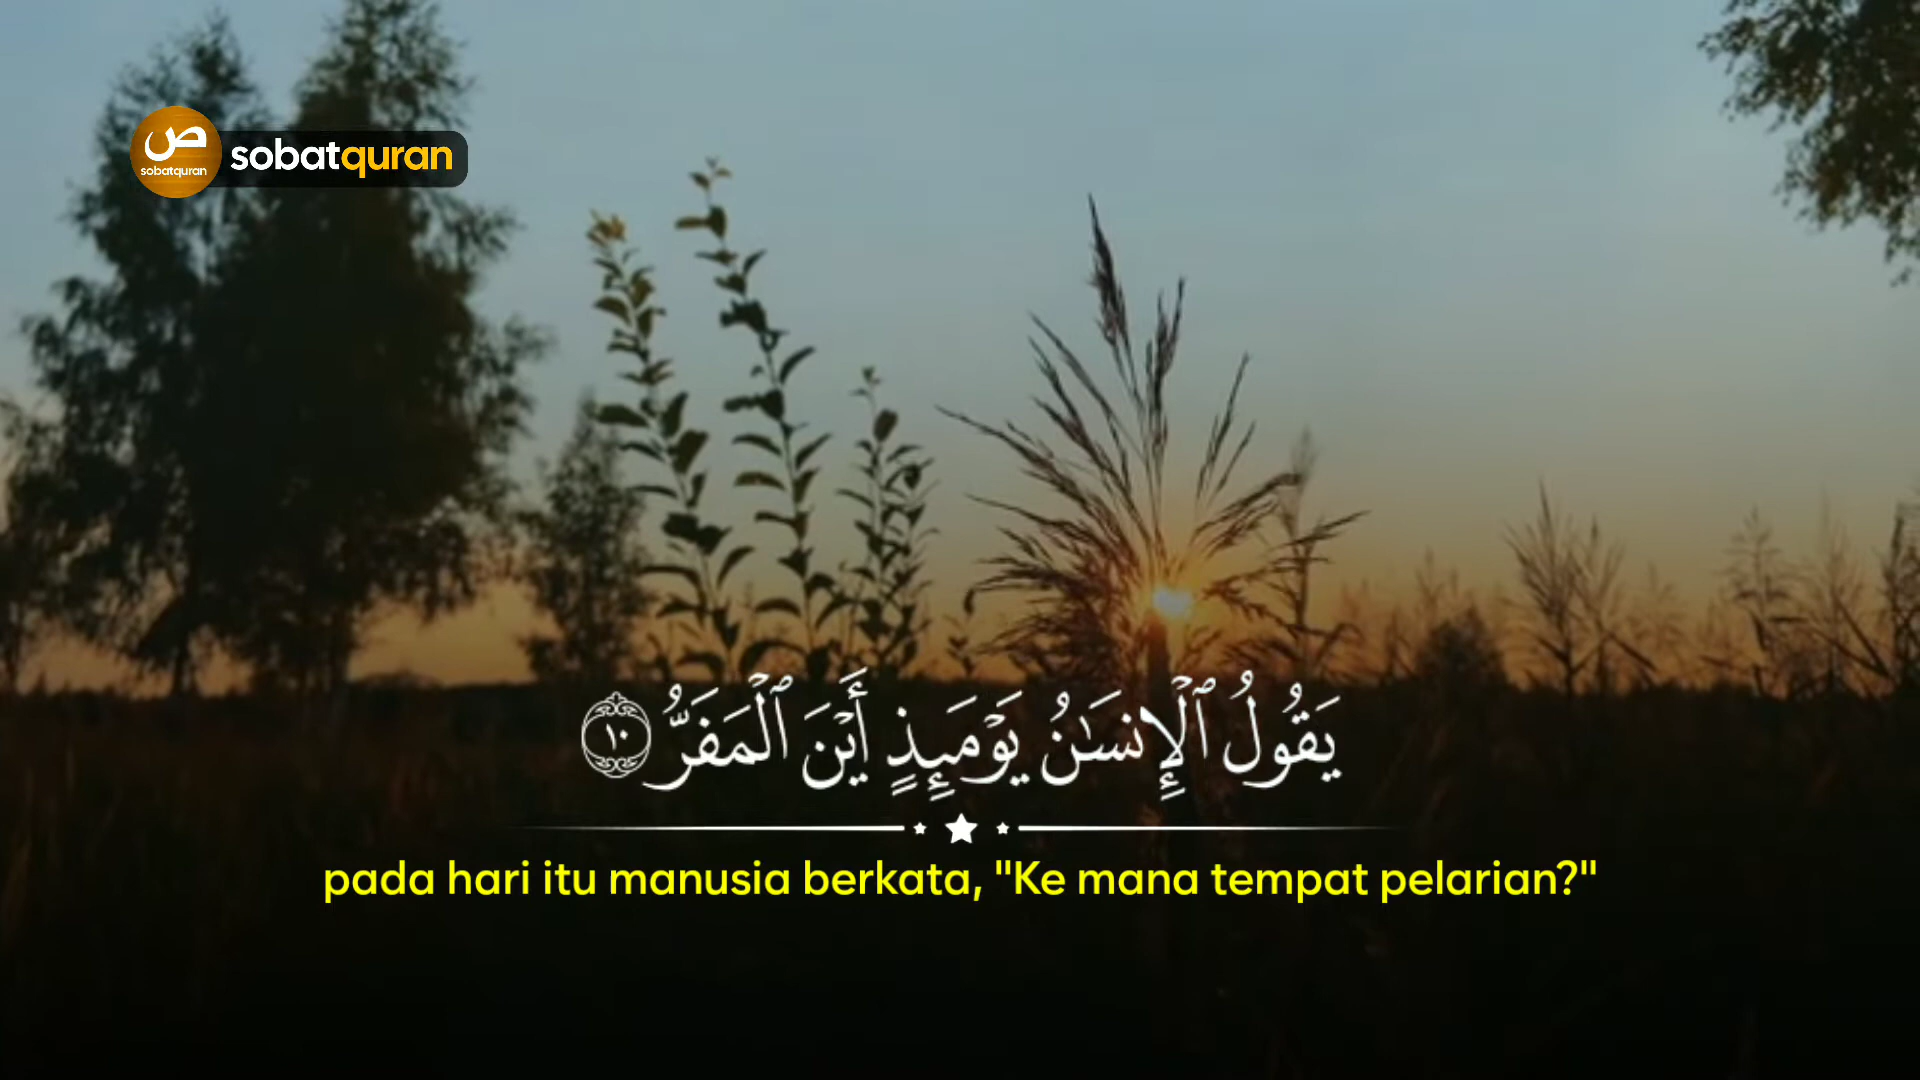 ص
sobatquran
sobatquran
يَقُولُ ٱلْإِنسَـٰنُ يَوْمَئِذٍ أَيْنَ ٱلْمَفَرُّ ١٠
pada hari itu manusia berkata, "Ke mana tempat pelarian?"